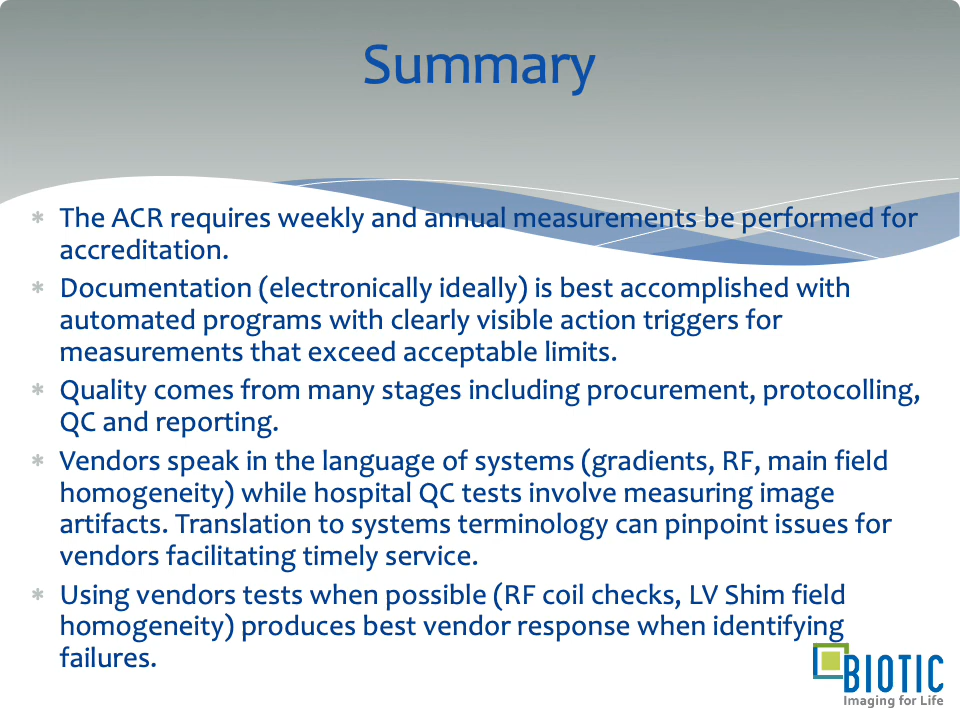 Summary
* The ACR requires weekly and annual measurements be performed for
accreditation.
* Documentation (electronically ideally) is best accomplished with
automated programs with clearly visible action triggers for
measurements that exceed acceptable limits.
* Quality comes from many stages including procurement, protocolling,
QC and reporting.
* Vendors speak in the language of systems (gradients, RF, main field
homogeneity) while hospital QC tests involve measuring image
artifacts. Translation to systems terminology can pinpoint issues for
vendors facilitating timely service.
* Using vendors tests when possible (RF coil checks, LV Shim field
homogeneity) produces best vendor response when identifying
failures.
BIOTIC
Imaging for Life